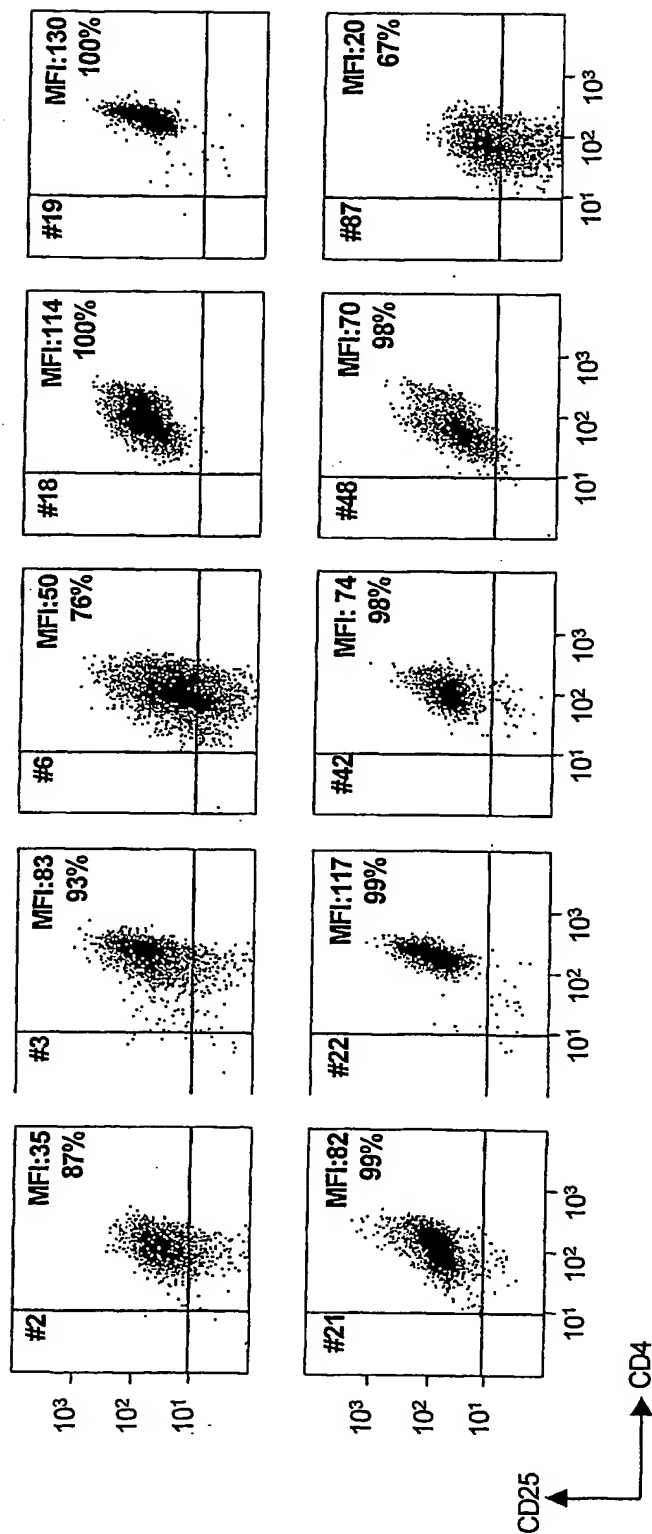 #2
MFI:35
87%
#3
MFI:83
93%
#6
MFI:50
76%
#18
MFI:114
100%
#19
MFI:130
100%
10³
10²
10¹
#21
MFI:82
99%
#22
MFI:117
99%
#42
MFI: 74
98%
#48
MFI:70
98%
#87
MFI:20
67%
10³
10²
10¹
10¹ 10² 10³
10¹ 10² 10³
10¹ 10² 10³
10¹ 10² 10³
10¹ 10² 10³
CD25
CD4